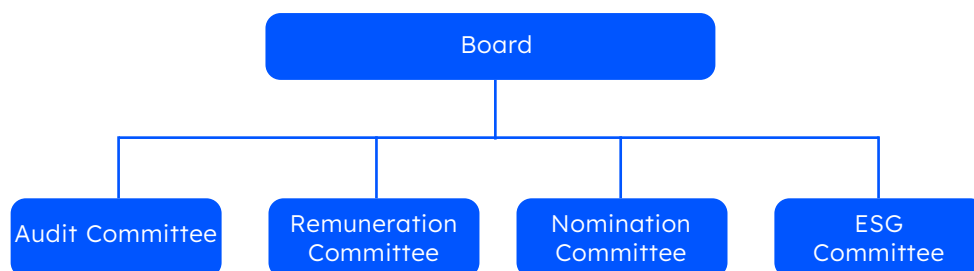 Board
Audit Committee
Remuneration
Committee
Nomination
Committee
ESG
Committee